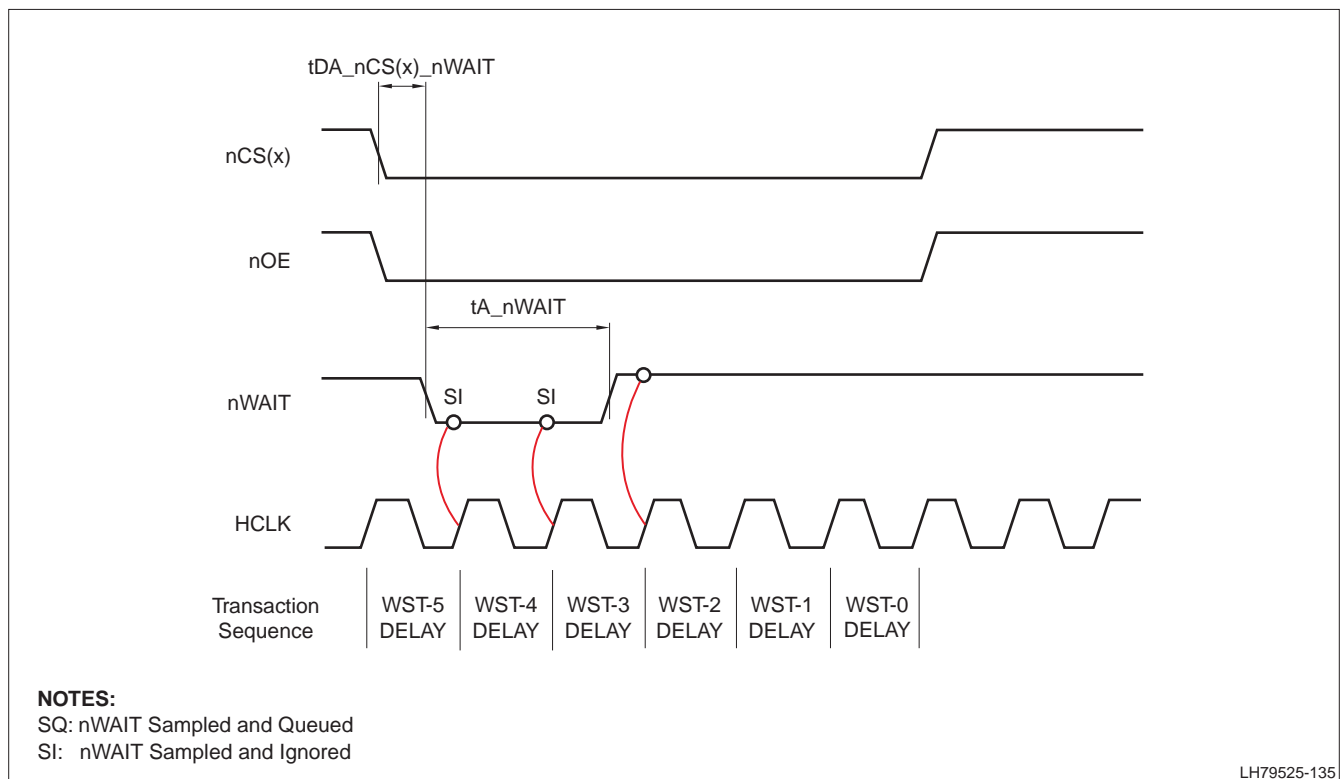 tDA_nCS(x)_nWAIT
nCS(x)
nOE
tA_nWAIT
nWAIT
SI
SI
HCLK
Transaction
Sequence
WST-5
DELAY
WST-4
DELAY
WST-3
DELAY
WST-2
DELAY
WST-1
DELAY
WST-0
DELAY
NOTES:
SQ: nWAIT Sampled and Queued
SI: nWAIT Sampled and Ignored
LH79525-135